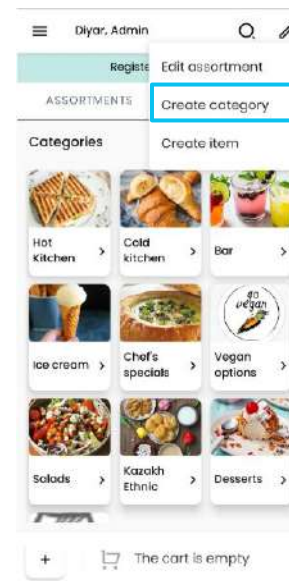 Diyar, Admin
Registe
Edit assortment
ASSORTMENTS
Create category
Categories
Create item
Hot
Kitchen
Cold
kitchen
Bar
go
vegan
Ice cream
Chef's
specials
Vegan
options
Salads
Kazakh
Ethnic
Desserts
+
The cart is empty